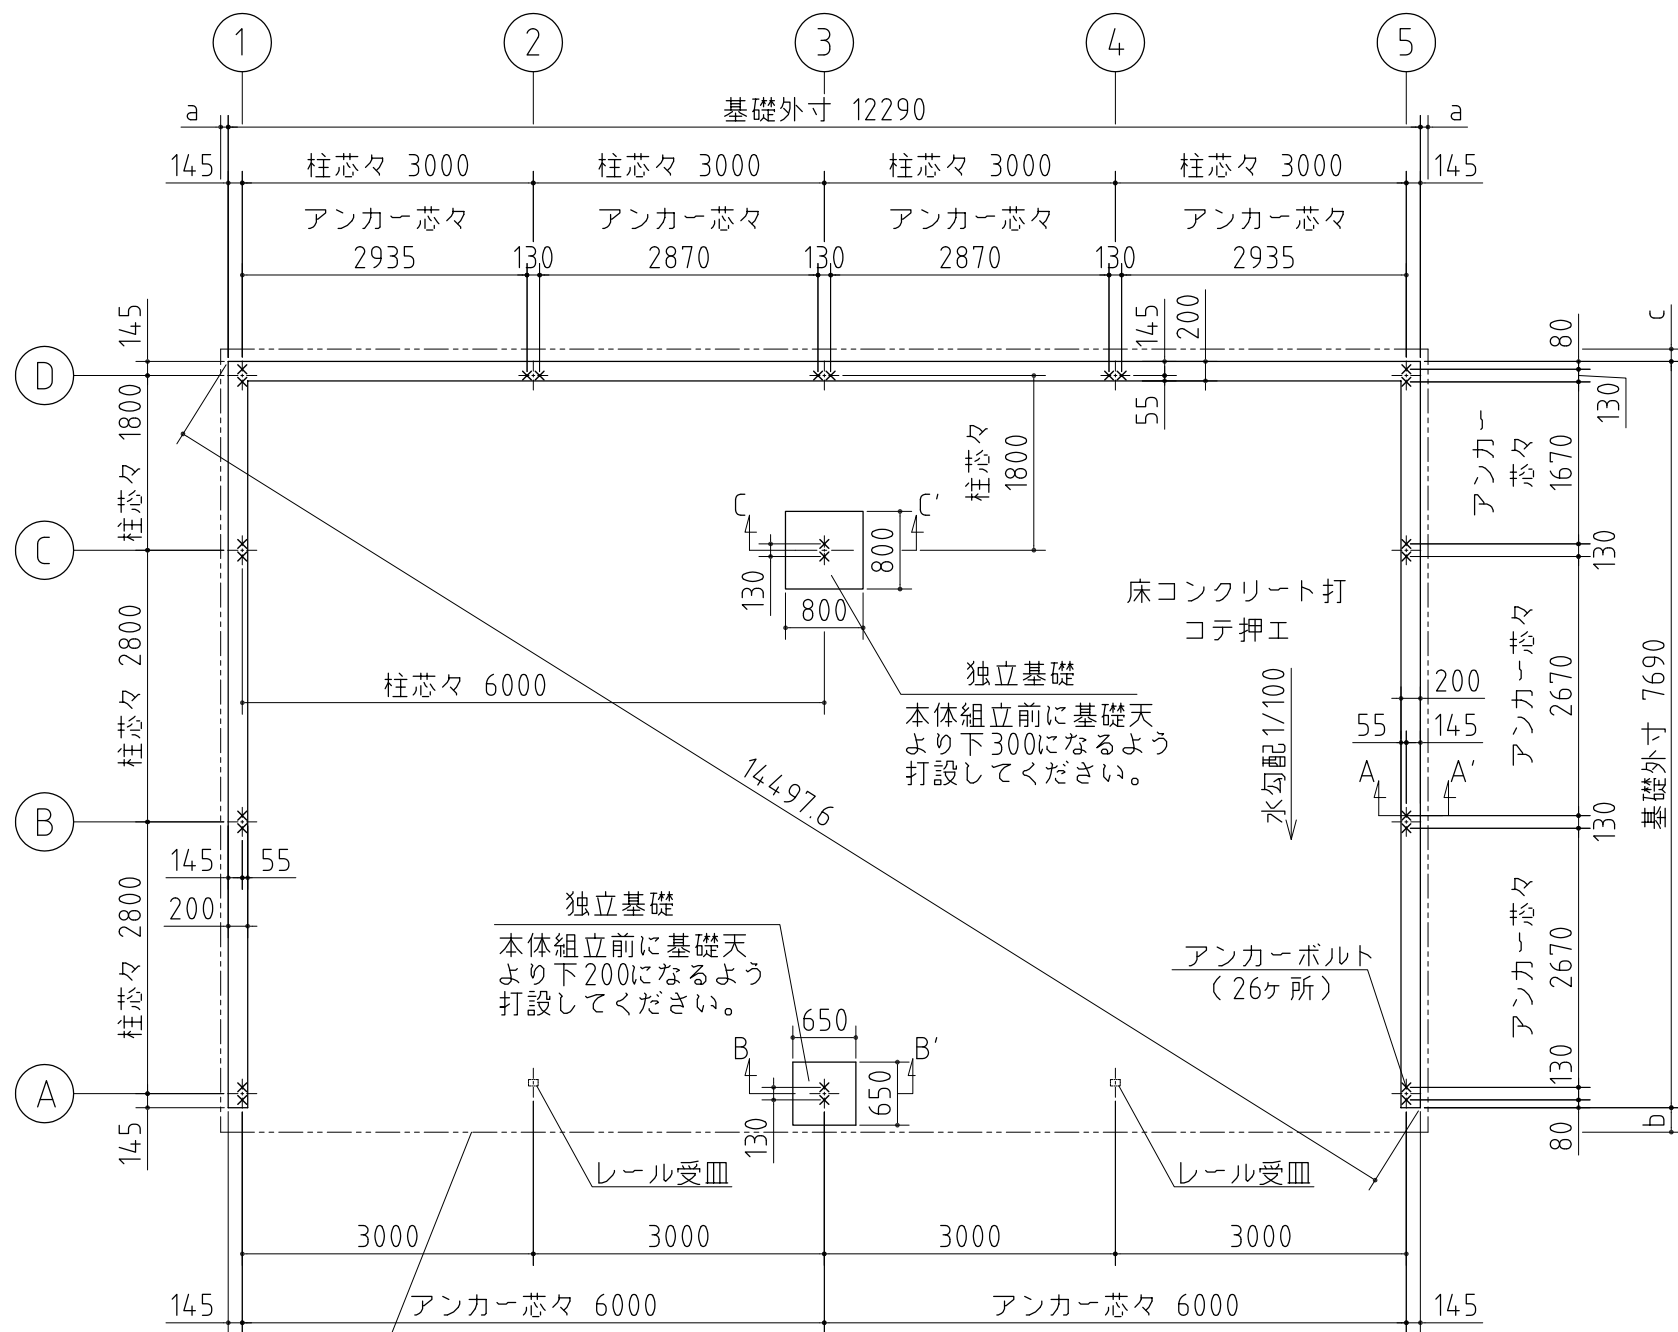 1 2 3 4 5
a 基礎外寸 12290 a
145 柱芯々 3000 柱芯々 3000 柱芯々 3000 柱芯々 3000 145
アンカー芯々 アンカー芯々 アンカー芯々 アンカー芯々
2935 130 2870 130 2870 130 2935
145
145
200
80
c
D
柱芯々 1800
55
130
柱芯々
1800
アンカー
芯々
1670
C
C C'
800
130
800
130
柱芯々 2800
床コンクリート打
コテ押エ
アンカー芯々
2670
独立基礎
本体組立前に基礎天
より下300になるよう
打設してください。
柱芯々 6000
200
55 145
基礎外寸 7690
水勾配1/100
A A'
14497.6
B
130
145 55
200
柱芯々 2800
独立基礎
本体組立前に基礎天
より下200になるよう
打設してください。
アンカーボルト
(26ケ所)
アンカー芯々
2670
650
B B'
650
130
130
A
145
80
b
レール受皿 レール受皿
3000 3000 3000 3000
145 アンカー芯々 6000 アンカー芯々 6000 145